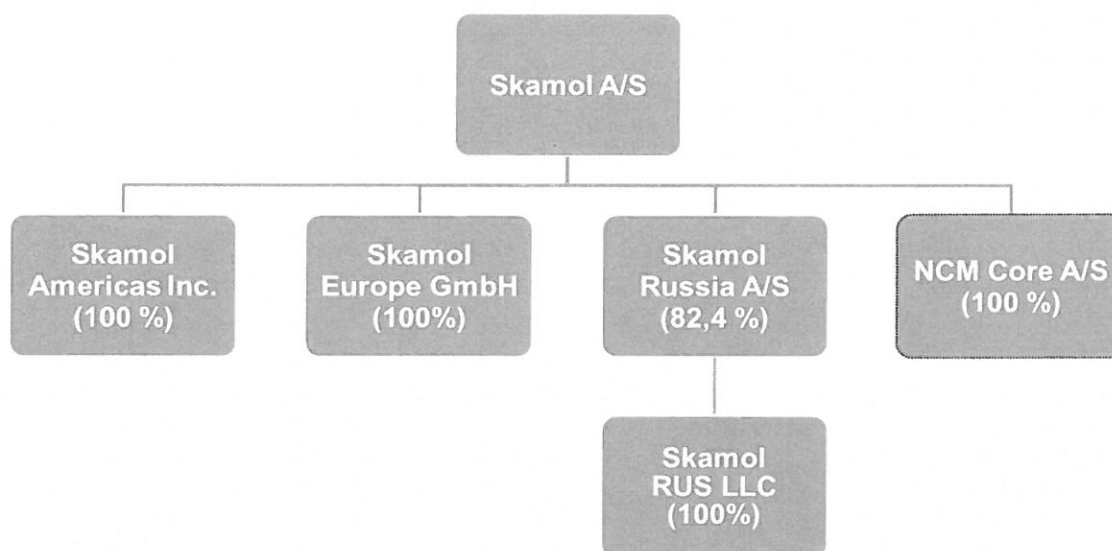 Skamol A/S
Skamol
Americas Inc.
(100 %)
Skamol
Europe GmbH
(100%)
Skamol
Russia A/S
(82,4 %)
NCM Core A/S
(100 %)
Skamol
RUS LLC
(100%)